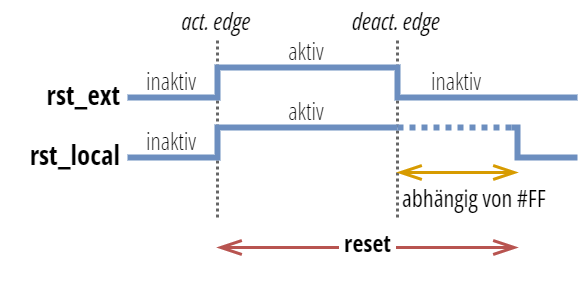 act. edge deact. edge
aktiv
inaktiv inaktiv
rst_ext
aktiv
inaktiv
rst_local
abhängig von #FF
reset